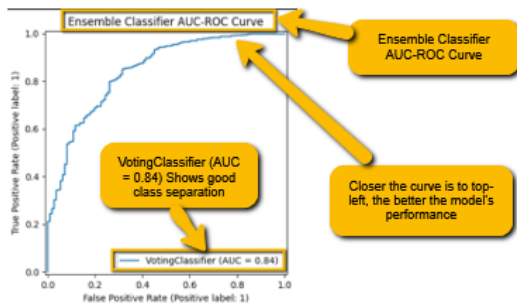 Ensemble Classifier AUC-ROC Curve
Ensemble Classifier
AUC-ROC Curve
1.0
0.8
0.6
0.4
0.2
0.0
True Positive Rate (Positive label: 1)
VotingClassifier (AUC
= 0.84) Shows good
class separation
Closer the curve is to top-
left, the better the model's
performance
VotingClassifier (AUC = 0.84)
0.0 0.2 0.4 0.6 0.8 1.0
False Positive Rate (Positive label: 1)